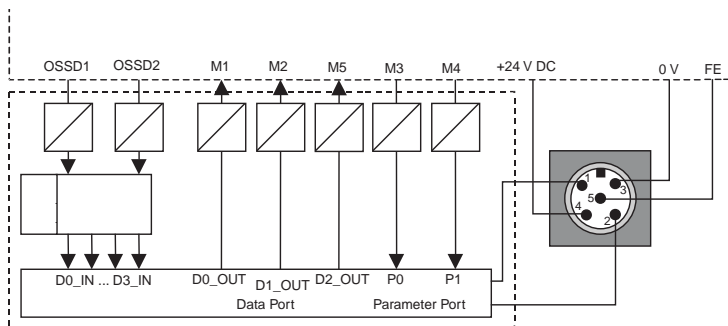 OSSD1 OSSD2 M1 M2 M5 M3 M4 +24 V DC 0 V FE
1
3
5
4
2
D0_IN ... D3_IN D0_OUT D1_OUT D2_OUT P0 P1
Data Port Parameter Port